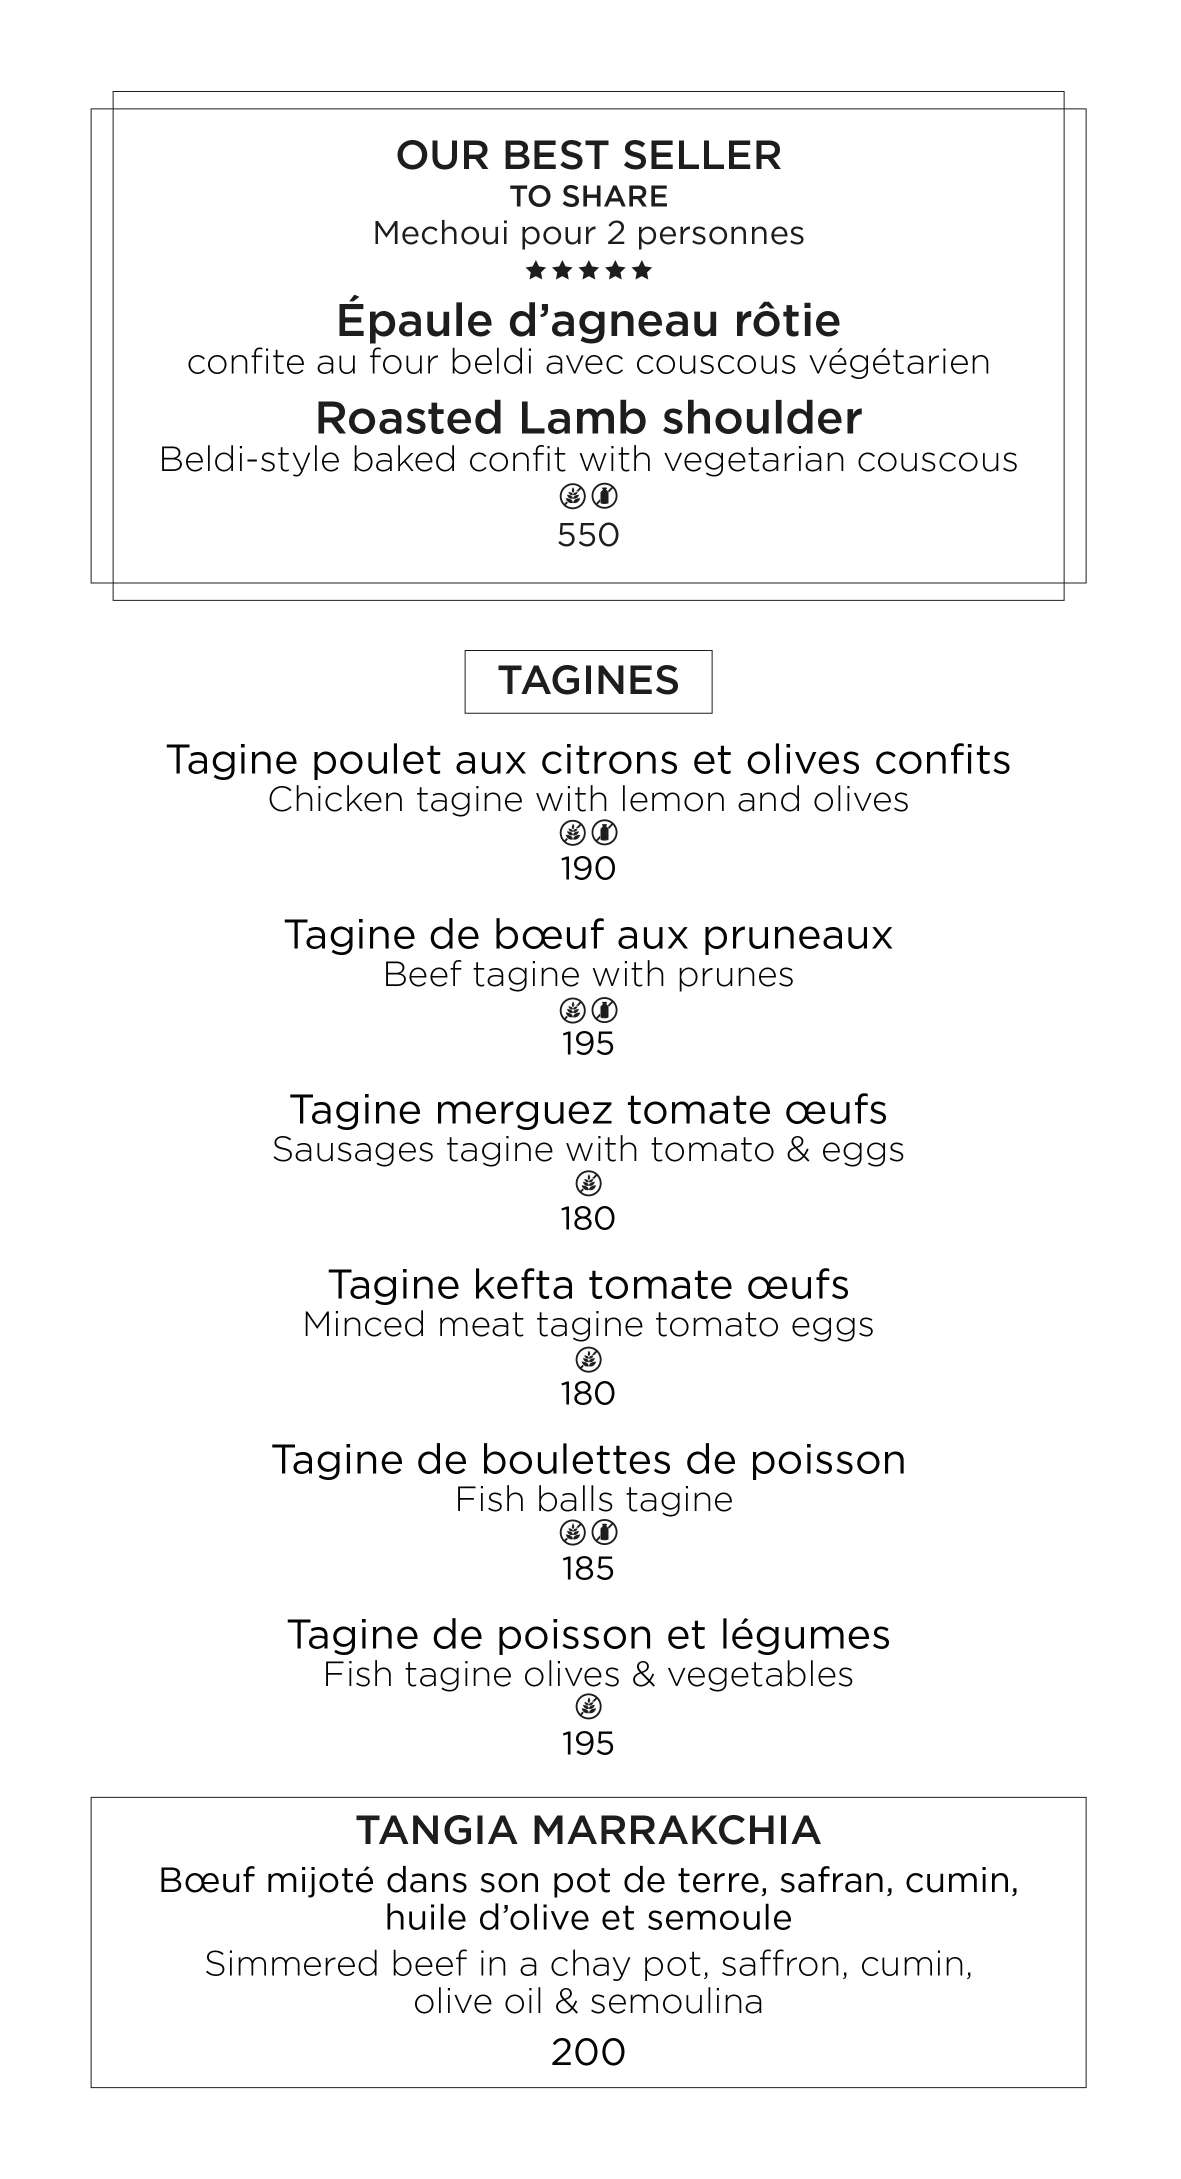 OUR BEST SELLER
TO SHARE
Mechoui pour 2 personnes
★★★★★
Épaule d’agneau rôtie
confite au four beldi avec couscous végétarien
Roasted Lamb shoulder
Beldi-style baked confit with vegetarian couscous
550
TAGINES
Tagine poulet aux citrons et olives confits
Chicken tagine with lemon and olives
190
Tagine de bœuf aux pruneaux
Beef tagine with prunes
195
Tagine merguez tomate œufs
Sausages tagine with tomato & eggs
180
Tagine kefta tomate œufs
Minced meat tagine tomato eggs
180
Tagine de boulettes de poisson
Fish balls tagine
185
Tagine de poisson et légumes
Fish tagine olives & vegetables
195
TANGIA MARRAKCHIA
Bœuf mijoté dans son pot de terre, safran, cumin,
huile d’olive et semoule
Simmered beef in a chay pot, saffron, cumin,
olive oil & semoulina
200